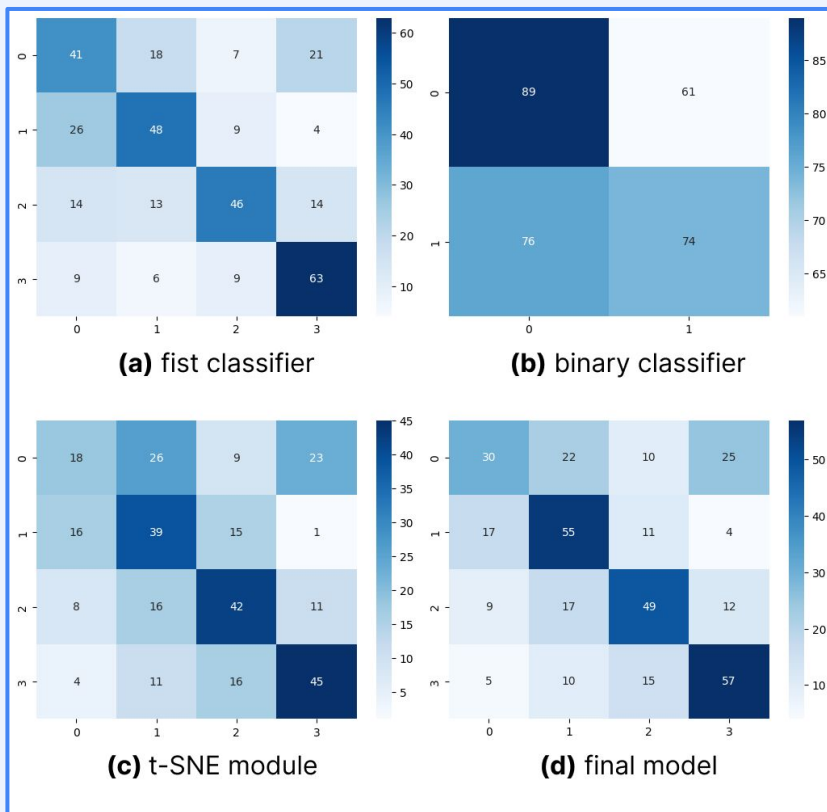 0 41 18 7 21
1 26 48 9 4
2 14 13 46 14
3 9 6 9 63
0 1 2 3
60
50
40
30
20
10
(a) fist classifier
0 89 61
1 76 74
0 1
85
80
75
70
65
(b) binary classifier
0 18 26 9 23
1 16 39 15 1
2 8 16 42 11
3 4 11 16 45
0 1 2 3
45
40
35
30
25
20
15
10
5
(c) t-SNE module
0 30 22 10 25
1 17 55 11 4
2 9 17 49 12
3 5 10 15 57
0 1 2 3
50
40
30
20
10
(d) final model